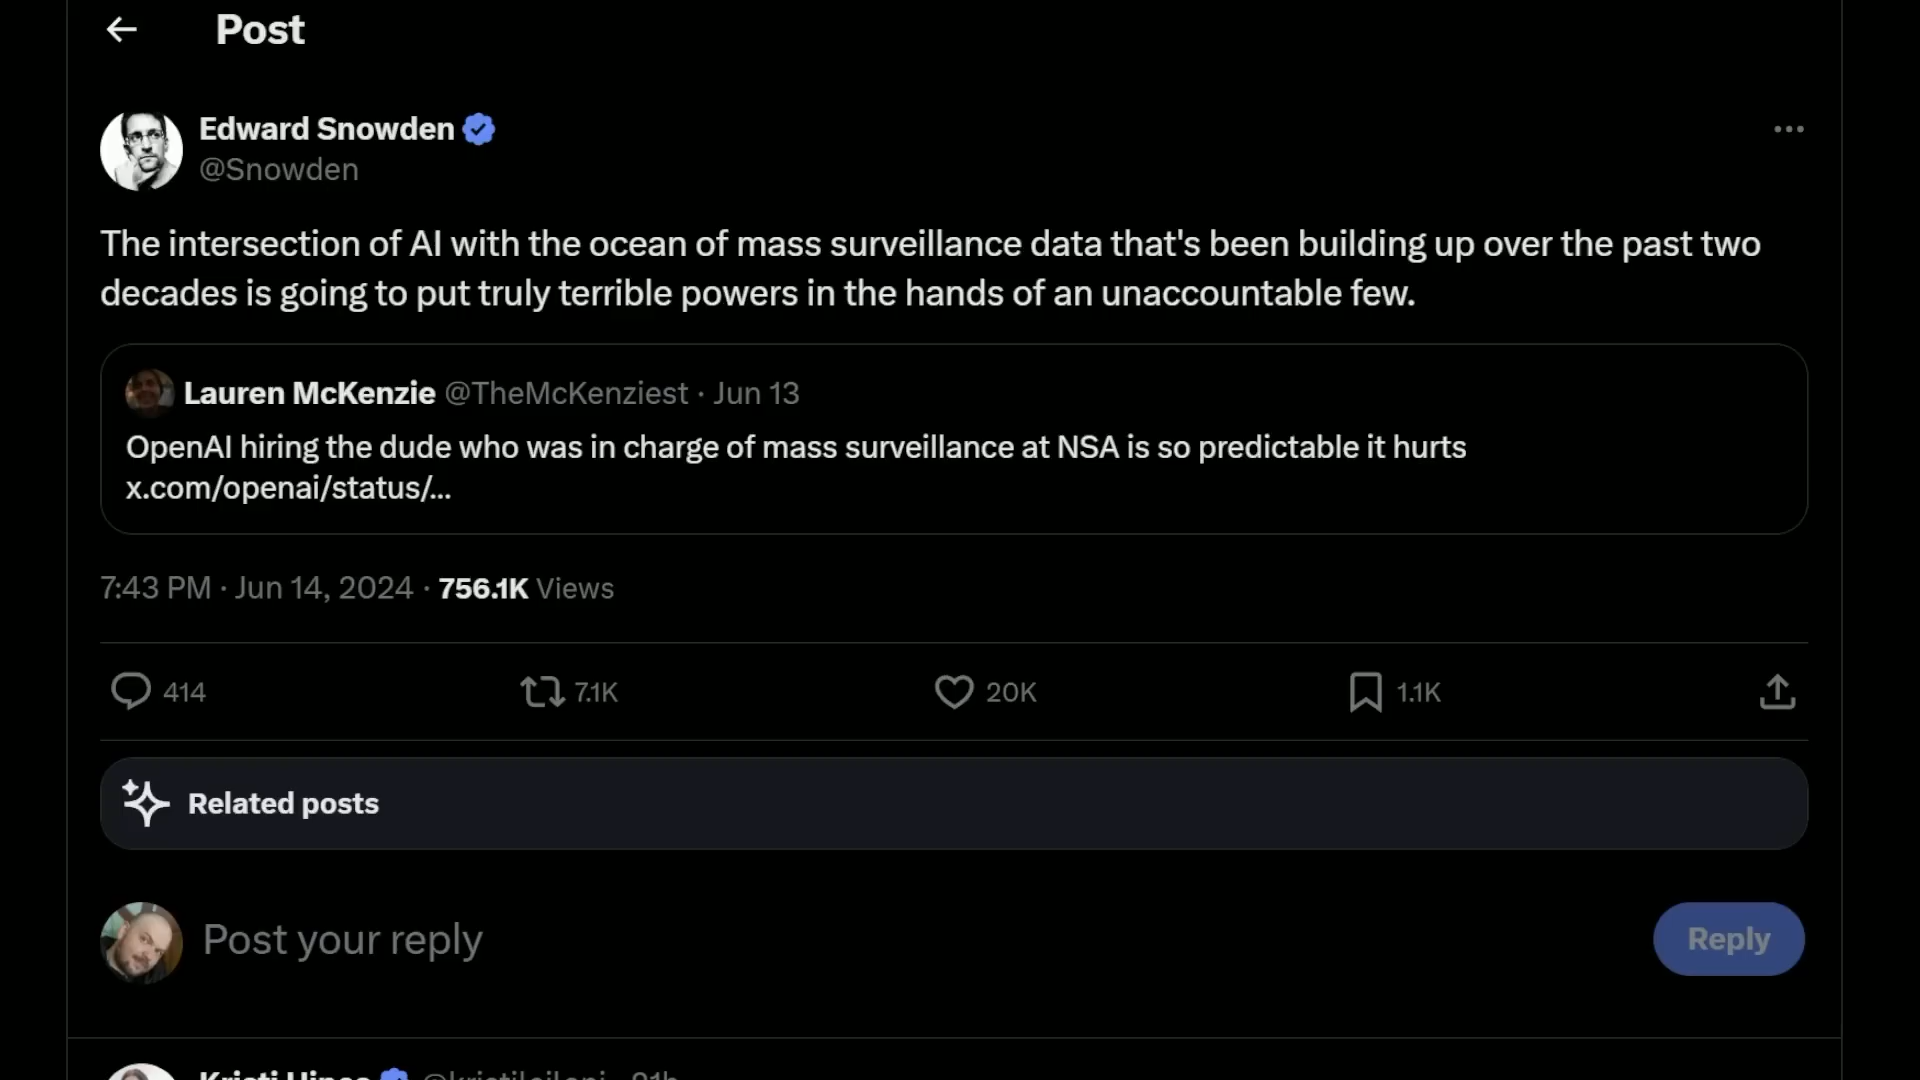 Post
Edward Snowden
@Snowden
The intersection of AI with the ocean of mass surveillance data that's been building up over the past two
decades is going to put truly terrible powers in the hands of an unaccountable few.
Lauren McKenzie @TheMcKenziest · Jun 13
OpenAI hiring the dude who was in charge of mass surveillance at NSA is so predictable it hurts
x.com/openai/status/...
7:43 PM · Jun 14, 2024 · 756.1K Views
414 7.1K 20K 1.1K
Related posts
Post your reply
Reply
Kristi Hines